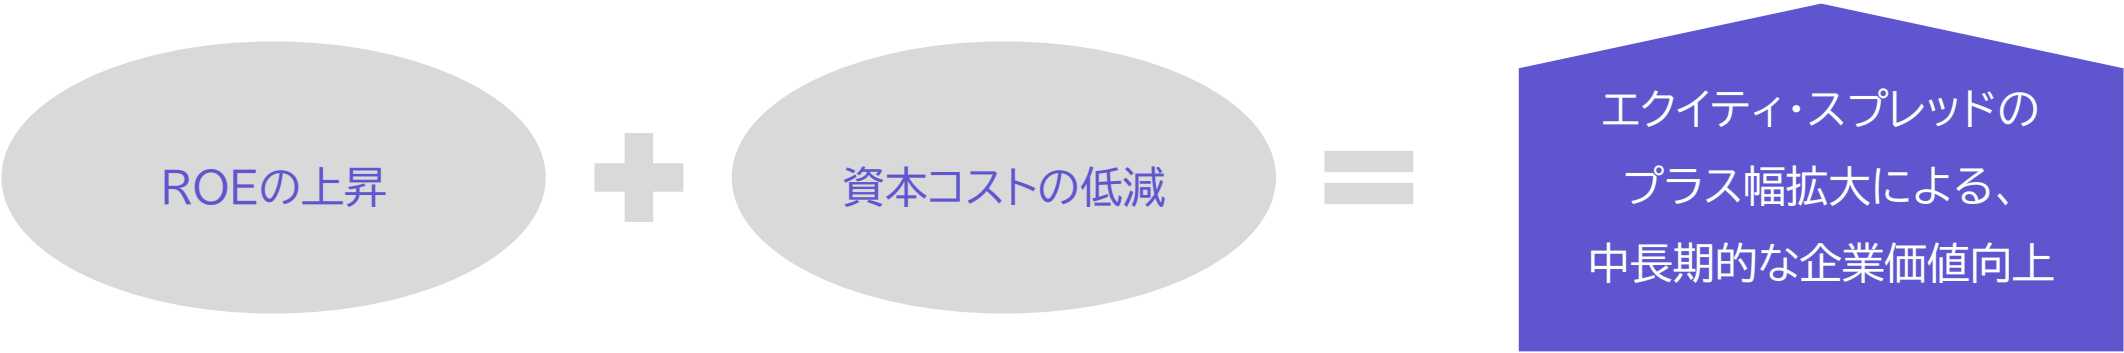 ROEの上昇
資本コストの低減
エクイティ・スプレッドの
プラス幅拡大による、
中長期的な企業価値向上